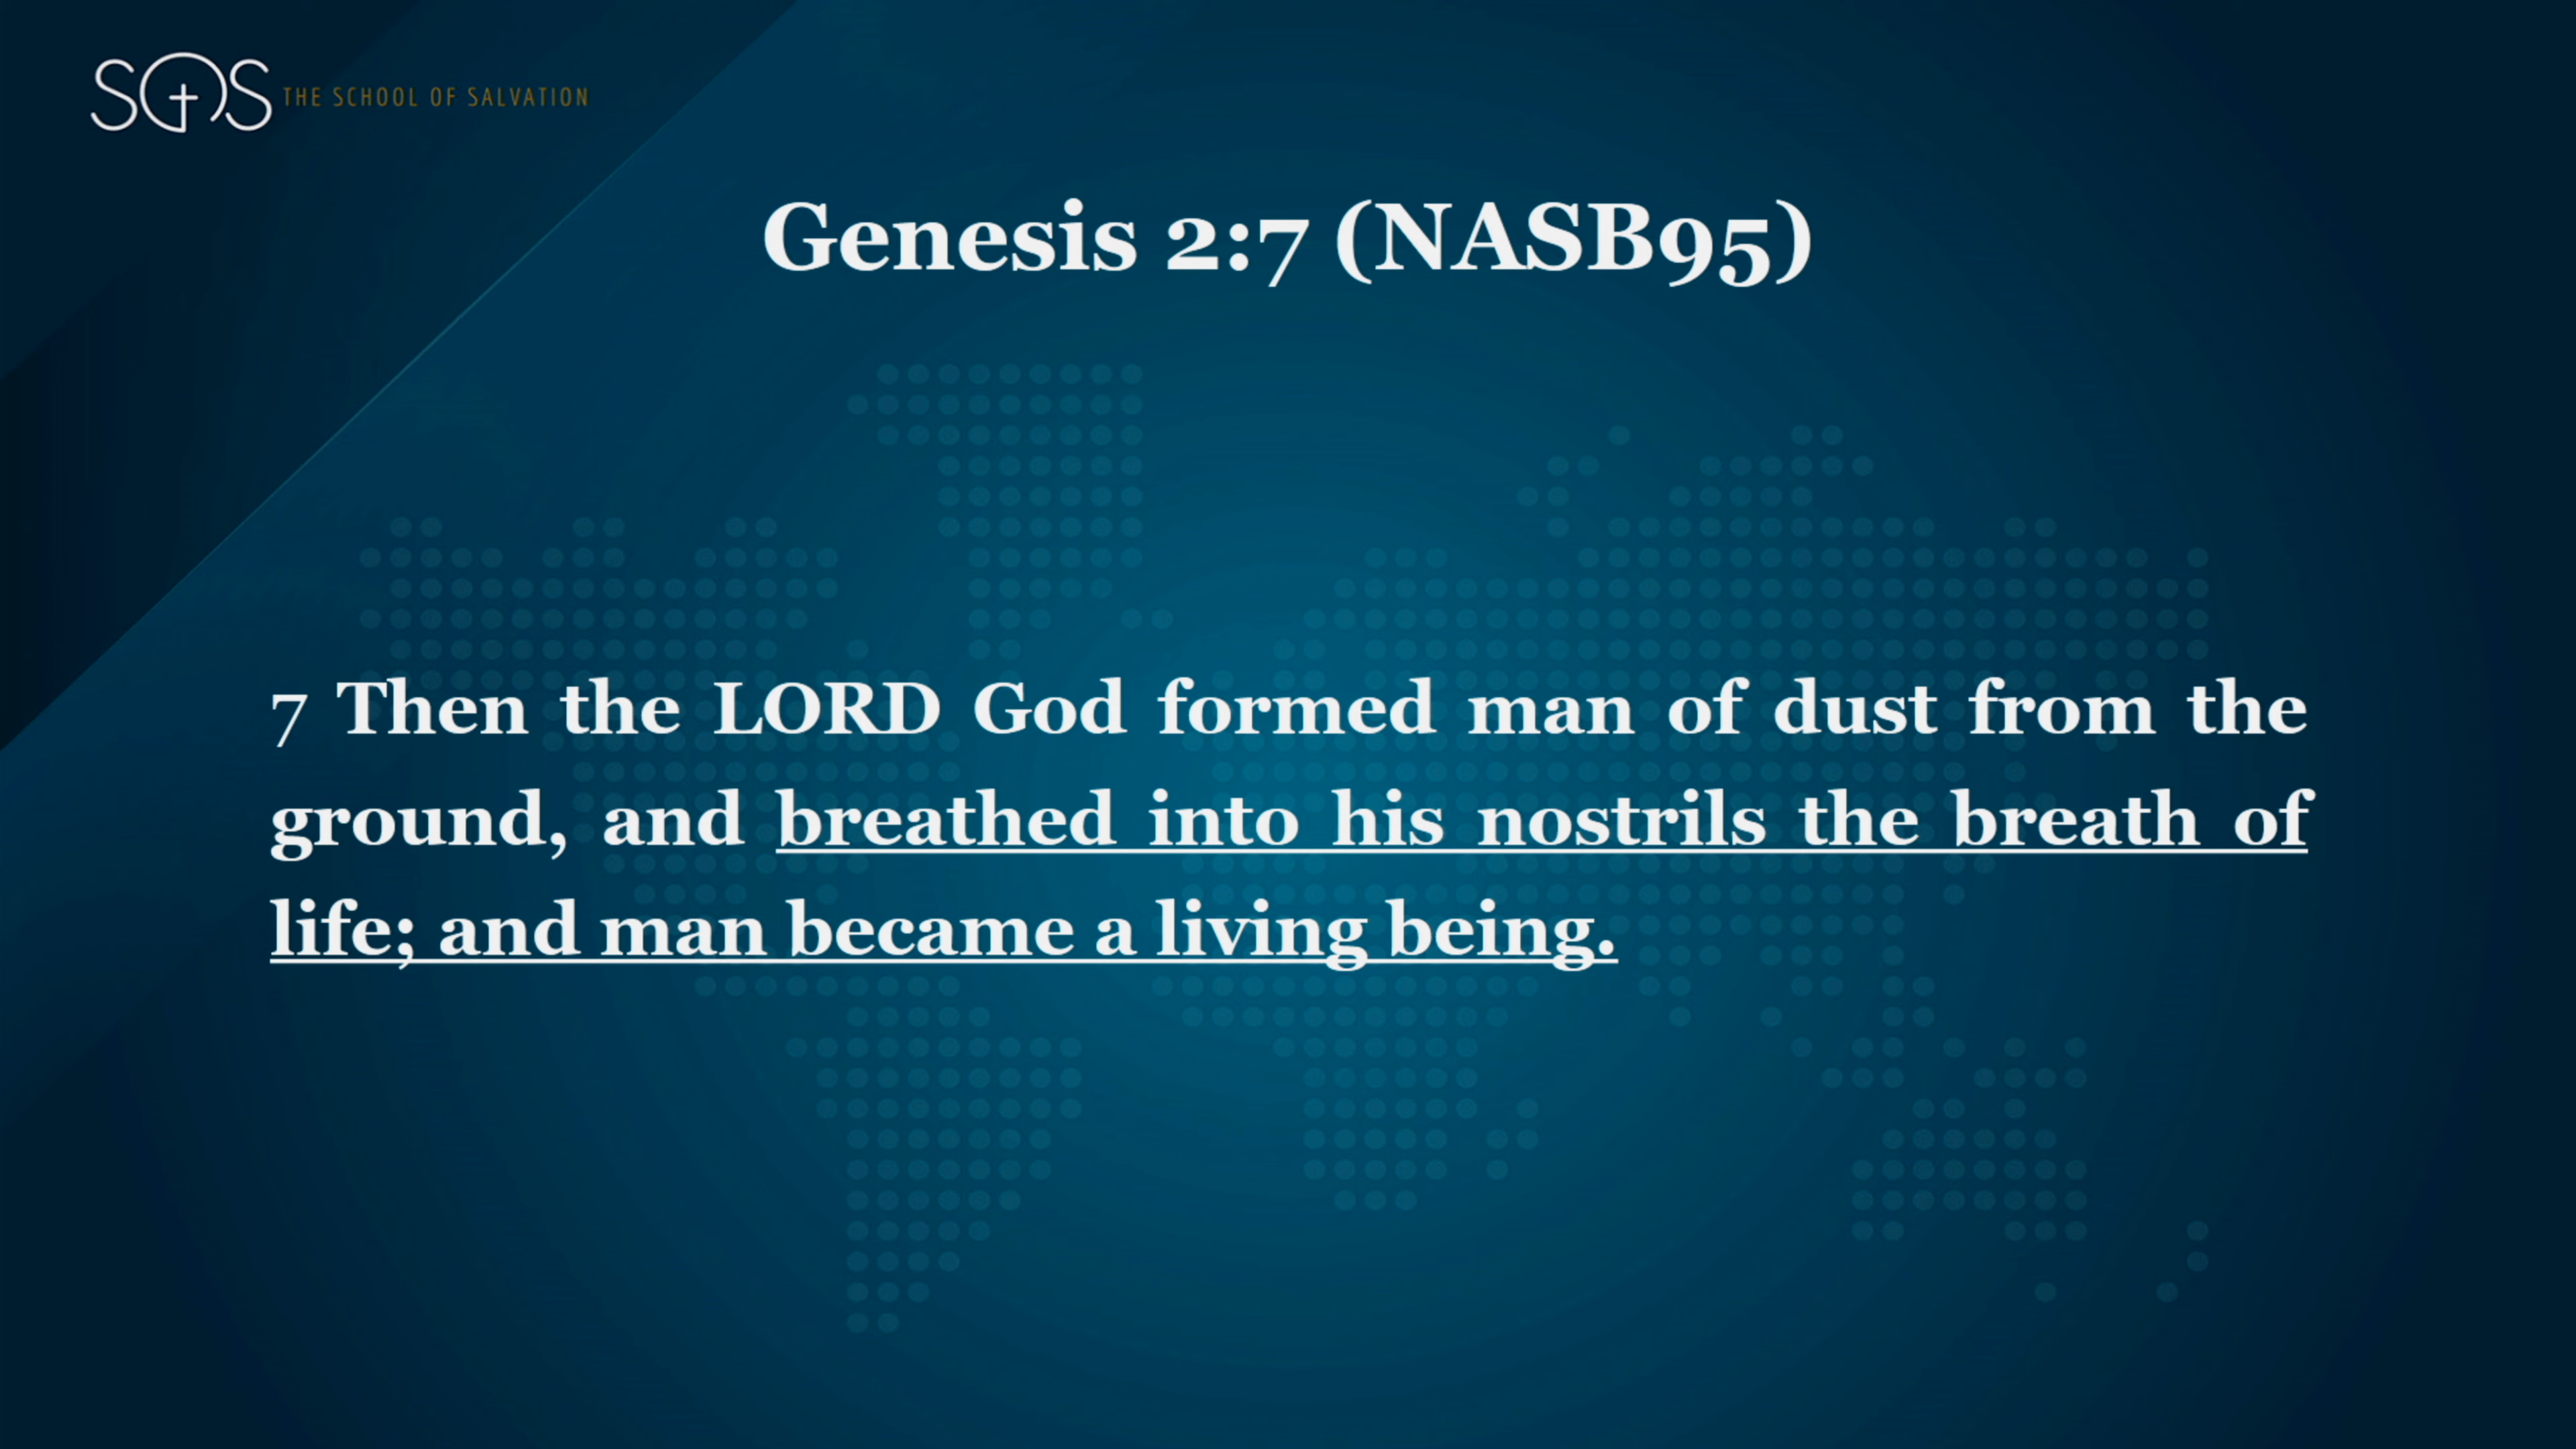 SOS THE SCHOOL OF SALVATION
Genesis 2:7 (NASB95)
7 Then the LORD God formed man of dust from the
ground, and breathed into his nostrils the breath of
life; and man became a living being.